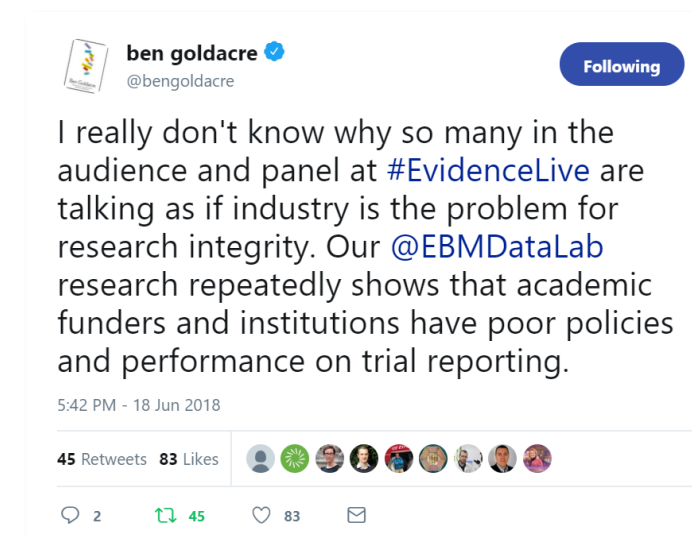 ben goldacre
@bengoldacre
Following
I really don't know why so many in the
audience and panel at #EvidenceLive are
talking as if industry is the problem for
research integrity. Our @EBMDataLab
research repeatedly shows that academic
funders and institutions have poor policies
and performance on trial reporting.
5:42 PM - 18 Jun 2018
45 Retweets 83 Likes
2 45 83